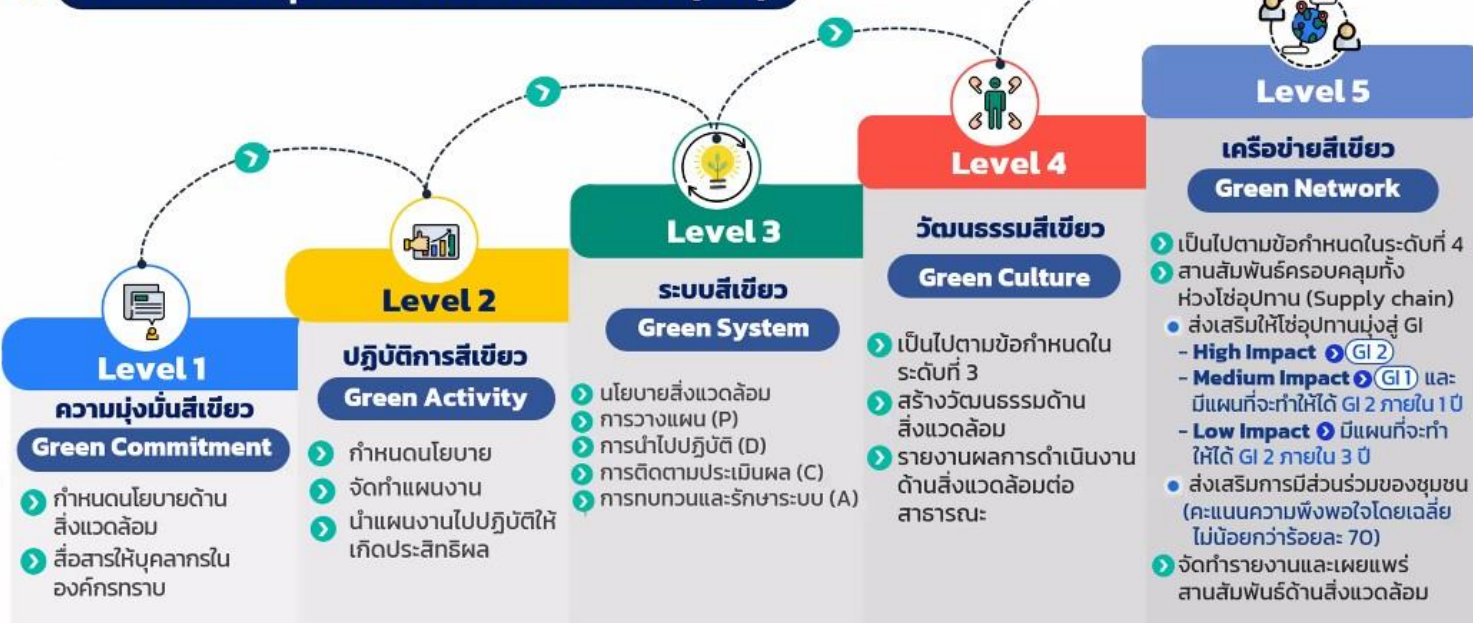 Level 1
ความมุ่งมั่นสีเขียว
Green Commitment
กำหนดนโยบายด้าน
สิ่งแวดล้อม
สื่อสารให้บุคลากรใน
องค์กรทราบ
Level 2
ปฏิบัติการสีเขียว
Green Activity
กำหนดนโยบาย
จัดทำแผนงาน
นำแผนงานไปปฏิบัติให้
เกิดประสิทธิผล
Level 3
ระบบสีเขียว
Green System
นโยบายสิ่งแวดล้อม
การวางแผน (P)
การนำไปปฏิบัติ (D)
การติดตามประเมินผล (C)
การทบทวนและรักษาระบบ (A)
Level 4
วัฒนธรรมสีเขียว
Green Culture
เป็นไปตามข้อกำหนดใน
ระดับที่ 3
สร้างวัฒนธรรมด้าน
สิ่งแวดล้อม
รายงานผลการดำเนินงาน
ด้านสิ่งแวดล้อมต่อ
สาธารณะ
Level 5
เครือข่ายสีเขียว
Green Network
เป็นไปตามข้อกำหนดในระดับที่ 4
สานสัมพันธ์ครอบคลุมทั้ง
ห่วงโซ่อุปทาน (Supply chain)
ส่งเสริมให้โซ่อุปทานมุ่งสู่ GI
- High Impact GI 2
- Medium Impact GI 1 และ
มีแผนที่จะทำให้ได้ GI 2 ภายใน 1 ปี
- Low Impact มีแผนที่จะทำ
ให้ได้ GI 2 ภายใน 3 ปี
ส่งเสริมการมีส่วนร่วมของชุมชน
(คะแนนความพึงพอใจโดยเฉลี่ย
ไม่น้อยกว่าร้อยละ 70)
จัดทำรายงานและเผยแพร่
สานสัมพันธ์ด้านสิ่งแวดล้อม